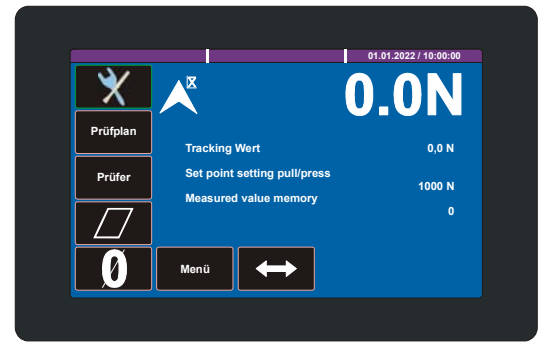 01.01.2022 / 10:00:00
0.0N
Prüfplan
Tracking Wert 0,0 N
Prüfer
Set point setting pull/press 1000 N
Measured value memory 0
0
Menü